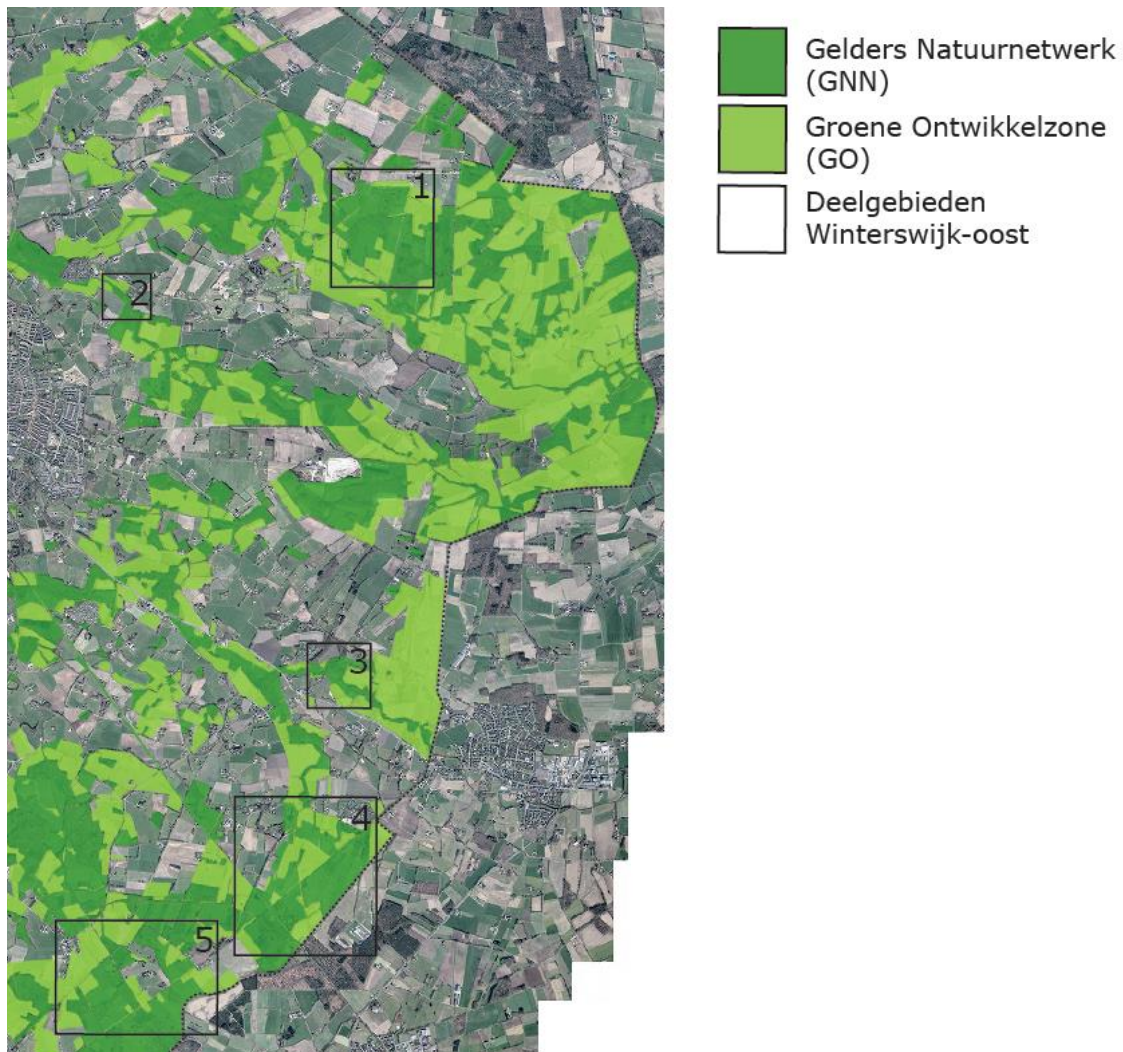 Gelders Natuurnetwerk
(GNN)
Groene Ontwikkelzone
(GO)
Deelgebieden
Winterswijk-oost
1
2
3
4
5